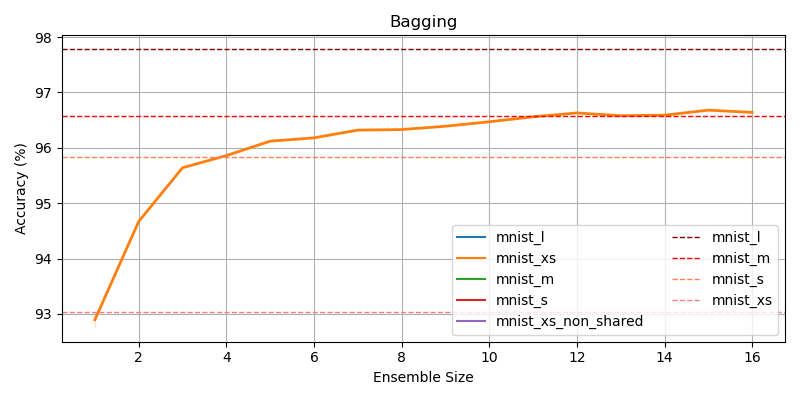 Bagging
Accuracy (%)
98
97
96
95
94
93
mnist_l
mnist_xs
mnist_m
mnist_s
mnist_xs_non_shared
mnist_l
mnist_m
mnist_s
mnist_xs
2 4 6 8 10 12 14 16
Ensemble Size